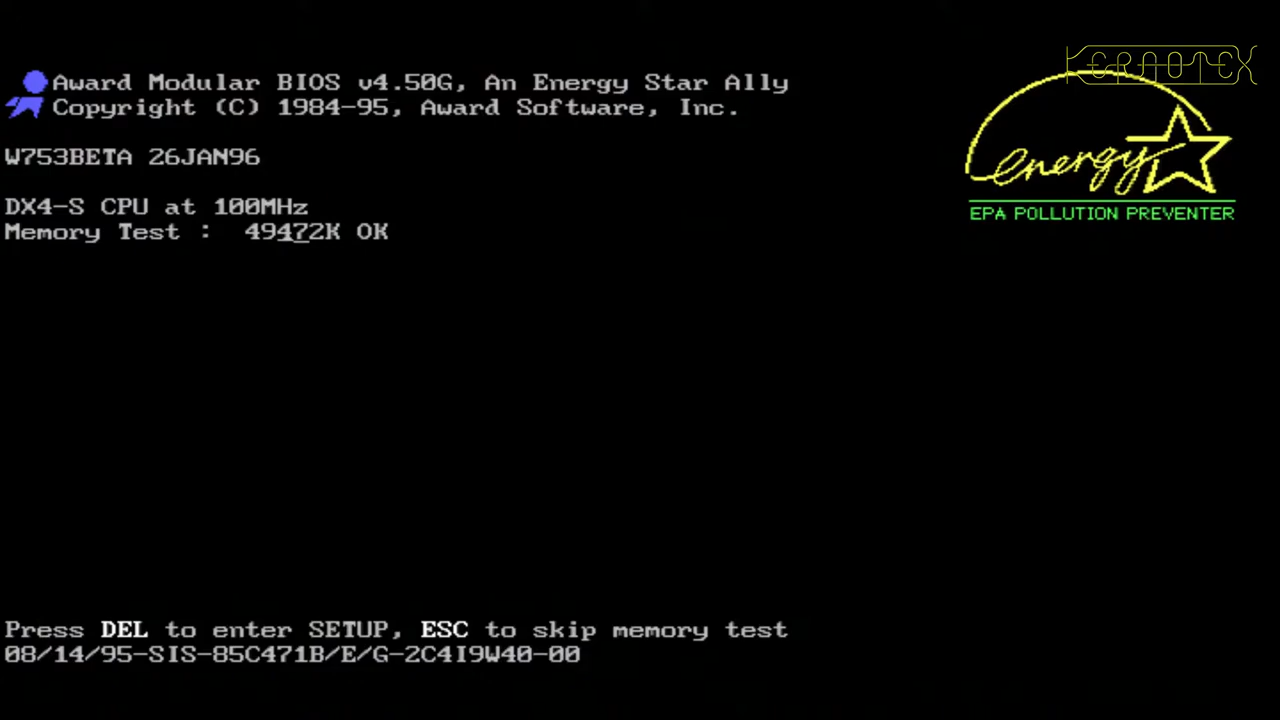 KERNOTEX
Award Modular BIOS v4.50G, An Energy Star Ally
Copyright (C) 1984-95, Award Software, Inc.
energy
EPA POLLUTION PREVENTER
W753BETA 26JAN96
DX4-S CPU at 100MHz
Memory Test : 49472K OK
Press DEL to enter SETUP, ESC to skip memory test
08/14/95-SIS-85C471B/E/G-2C4I9W40-00